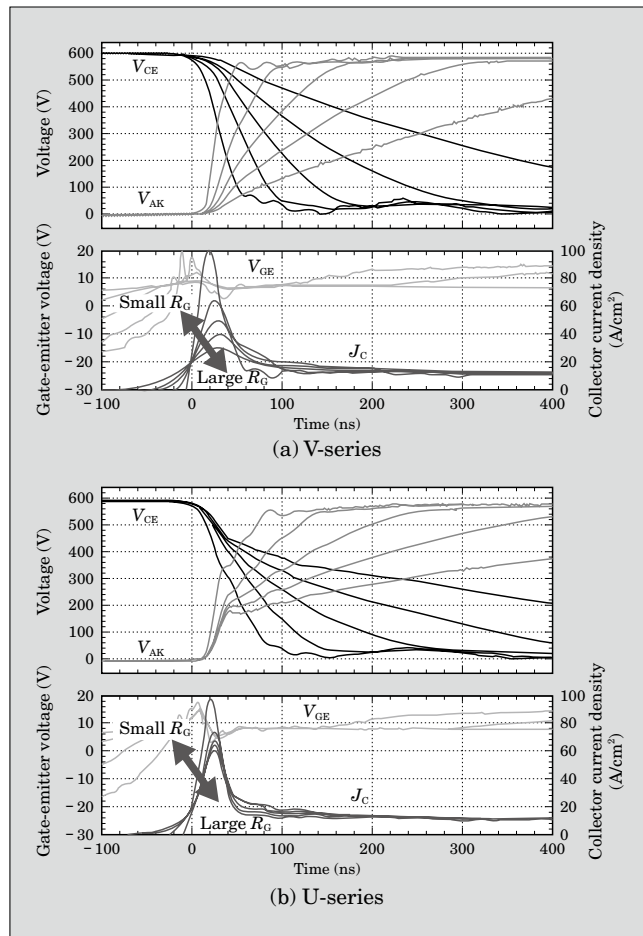 600
500
400
300
200
100
0
Voltage (V)
V_CE
V_AK
20
10
0
−10
−20
−30
Gate-emitter voltage (V)
V_GE
Small R_G
Large R_G
J_C
100
80
60
40
20
0
Collector current density
(A/cm²)
−100 0 100 200 300 400
Time (ns)
(a) V-series
600
500
400
300
200
100
0
Voltage (V)
V_CE
V_AK
20
10
0
−10
−20
−30
Gate-emitter voltage (V)
V_GE
Small R_G
Large R_G
J_C
100
80
60
40
20
0
Collector current density
(A/cm²)
−100 0 100 200 300 400
Time (ns)
(b) U-series